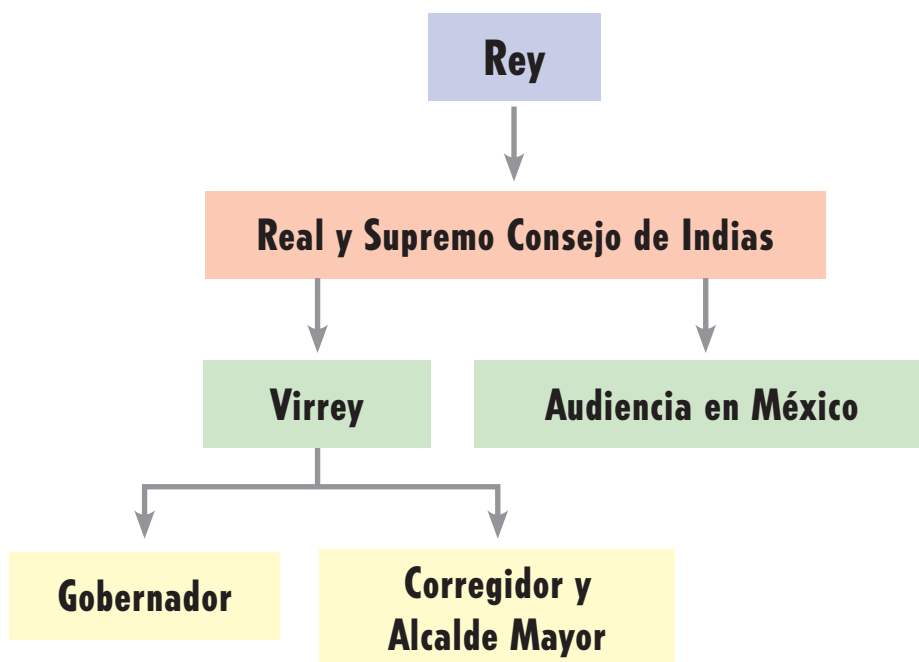 Rey
Real y Supremo Consejo de Indias
Virrey
Audiencia en México
Gobernador
Corregidor y
Alcalde Mayor